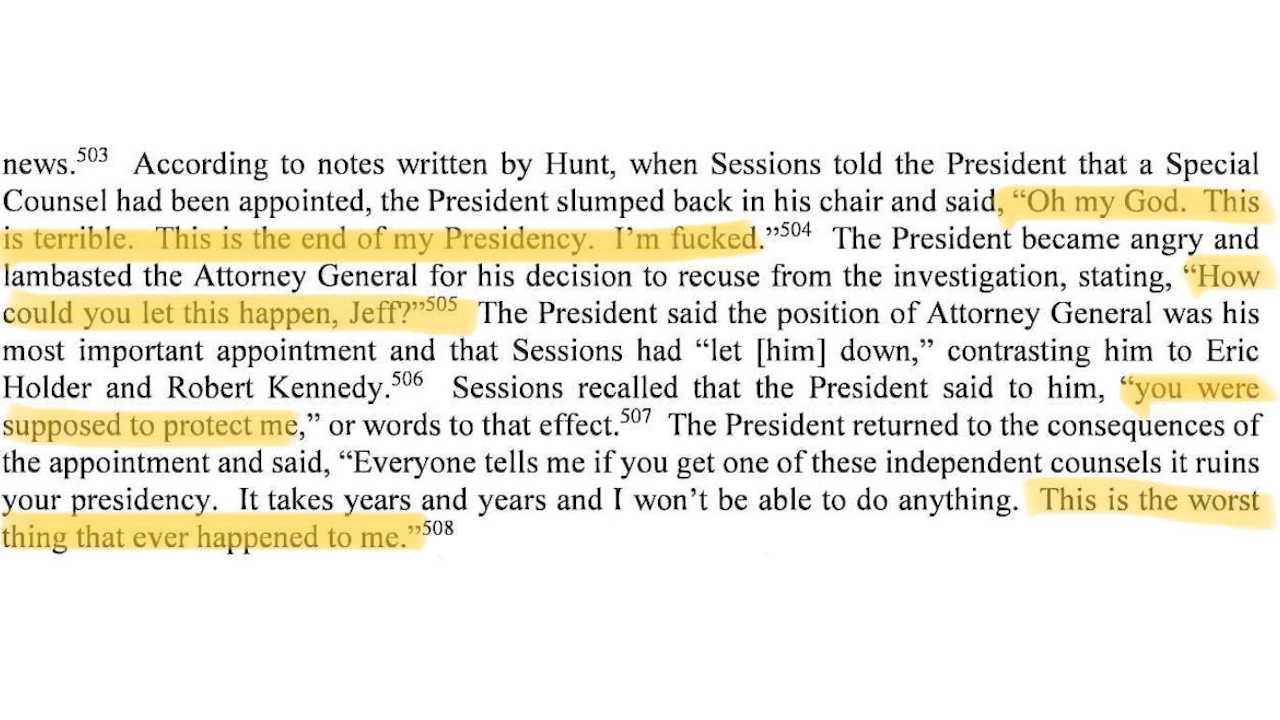 news.503 According to notes written by Hunt, when Sessions told the President that a Special
Counsel had been appointed, the President slumped back in his chair and said, “Oh my God. This
is terrible. This is the end of my Presidency. I’m fucked.”504 The President became angry and
lambasted the Attorney General for his decision to recuse from the investigation, stating, “How
could you let this happen, Jeff?”505 The President said the position of Attorney General was his
most important appointment and that Sessions had “let [him] down,” contrasting him to Eric
Holder and Robert Kennedy.506 Sessions recalled that the President said to him, “you were
supposed to protect me,” or words to that effect.507 The President returned to the consequences of
the appointment and said, “Everyone tells me if you get one of these independent counsels it ruins
your presidency. It takes years and years and I won’t be able to do anything. This is the worst
thing that ever happened to me.”508